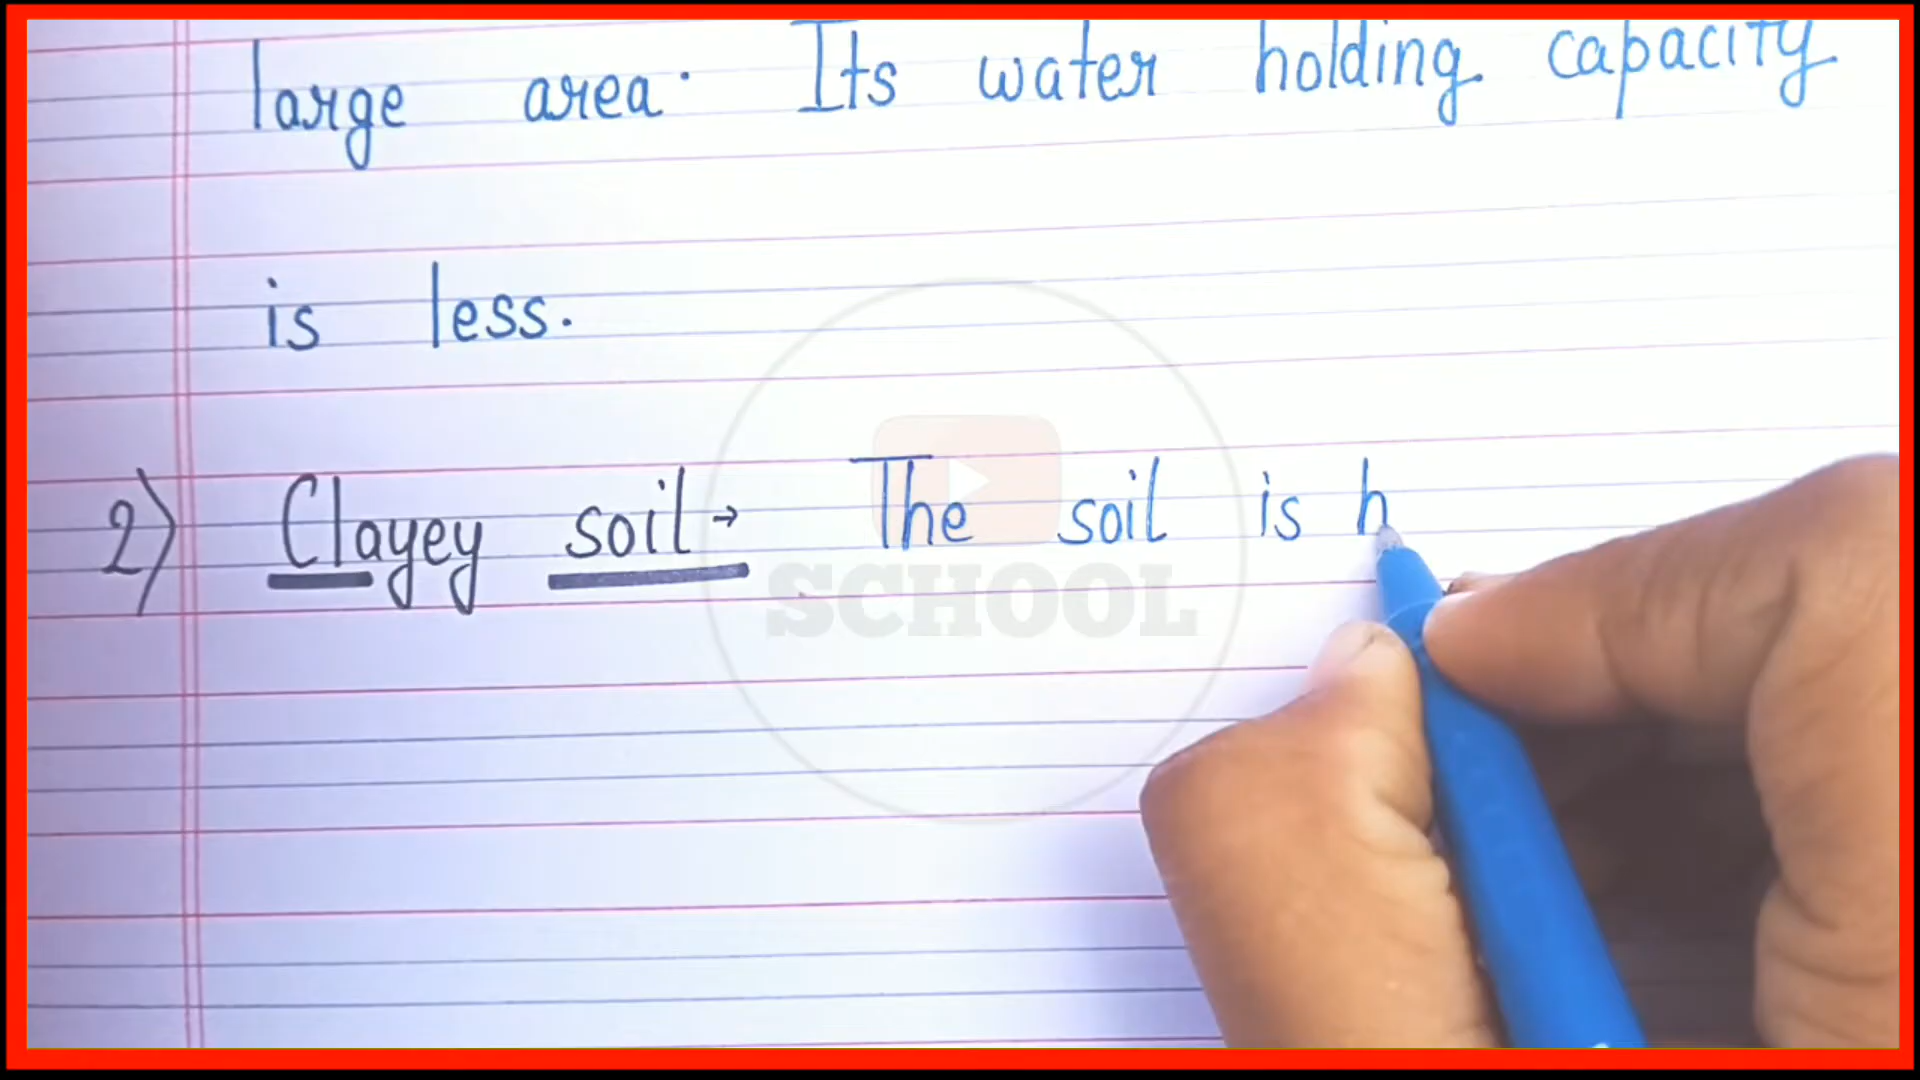 large area. Its water holding capacity
is less.
2) Clayey soil → The soil is h
SCHOOL